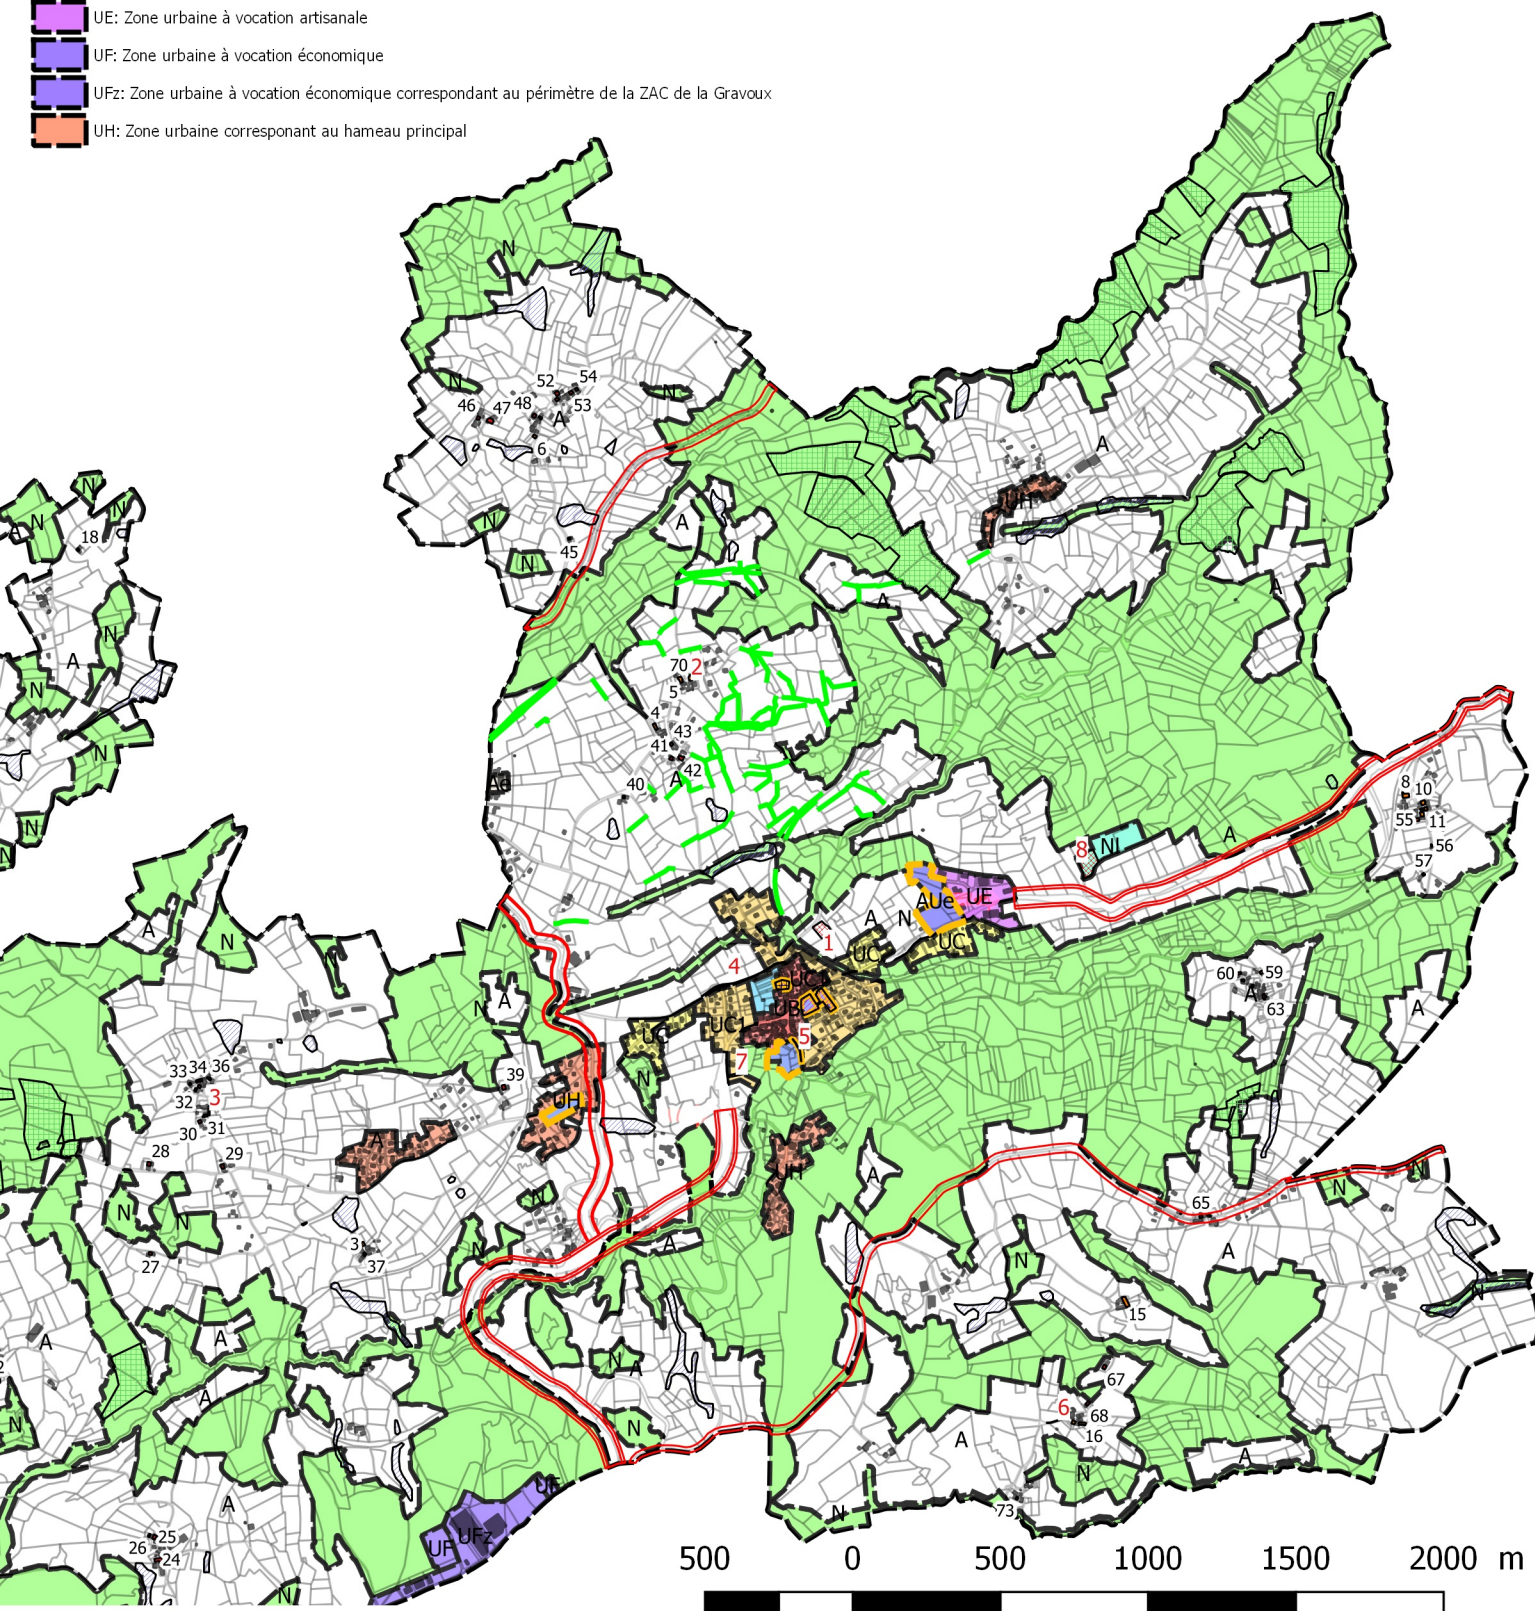 UE: Zone urbaine à vocation artisanale
UF: Zone urbaine à vocation économique
UFz: Zone urbaine à vocation économique correspondant au périmètre de la ZAC de la Gravoux
UH: Zone urbaine corresponant au hameau principal
N
52
54
N
N
46
47
48
53
A
A
6
N
N
N
N
UH
18
A
45
N
A
A
N
A
70
2
A
5
N
4
43
41
N
42
A
40
Ae
8
10
55
11
N
A
8
NL
56
N
57
AUe
UE
A
N
A
N
1
UC
UC
N
4
60
59
A
N
A
UC1
63
A
UB
UC1
UC
5
7
33
34
36
39
N
32
3
UH
30
31
A
28
29
UH
A
N
N
N
N
65
N
N
3
A
A
27
37
N
N
15
A
A
N
A
A
67
N
N
6
68
16
A
N
A
A
N
UF
N
73
25
UFz
26
UF
24
N
500
0
500
1000
1500
2000 m